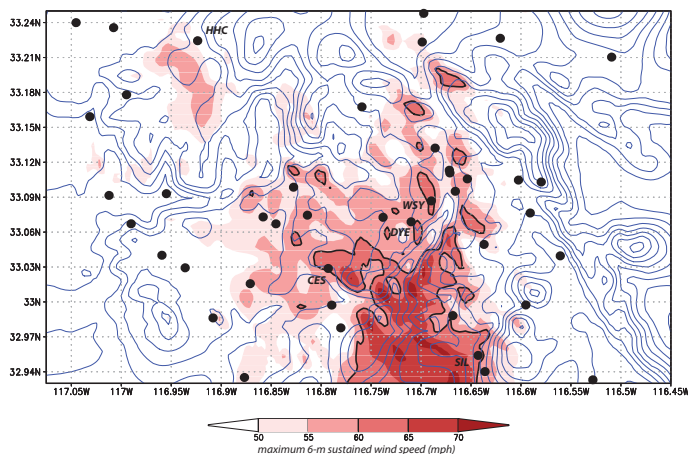 33.24N
HHC
33.21N
33.18N
33.15N
33.12N
33.09N
WSY
33.06N
DYE
33.03N
CES
33N
32.97N
SIL
32.94N
117.05W 117W 116.95W 116.9W 116.85W 116.8W 116.75W 116.7W 116.65W 116.6W 116.55W 116.5W 116.45W
50 55 60 65 70
maximum 6-m sustained wind speed (mph)